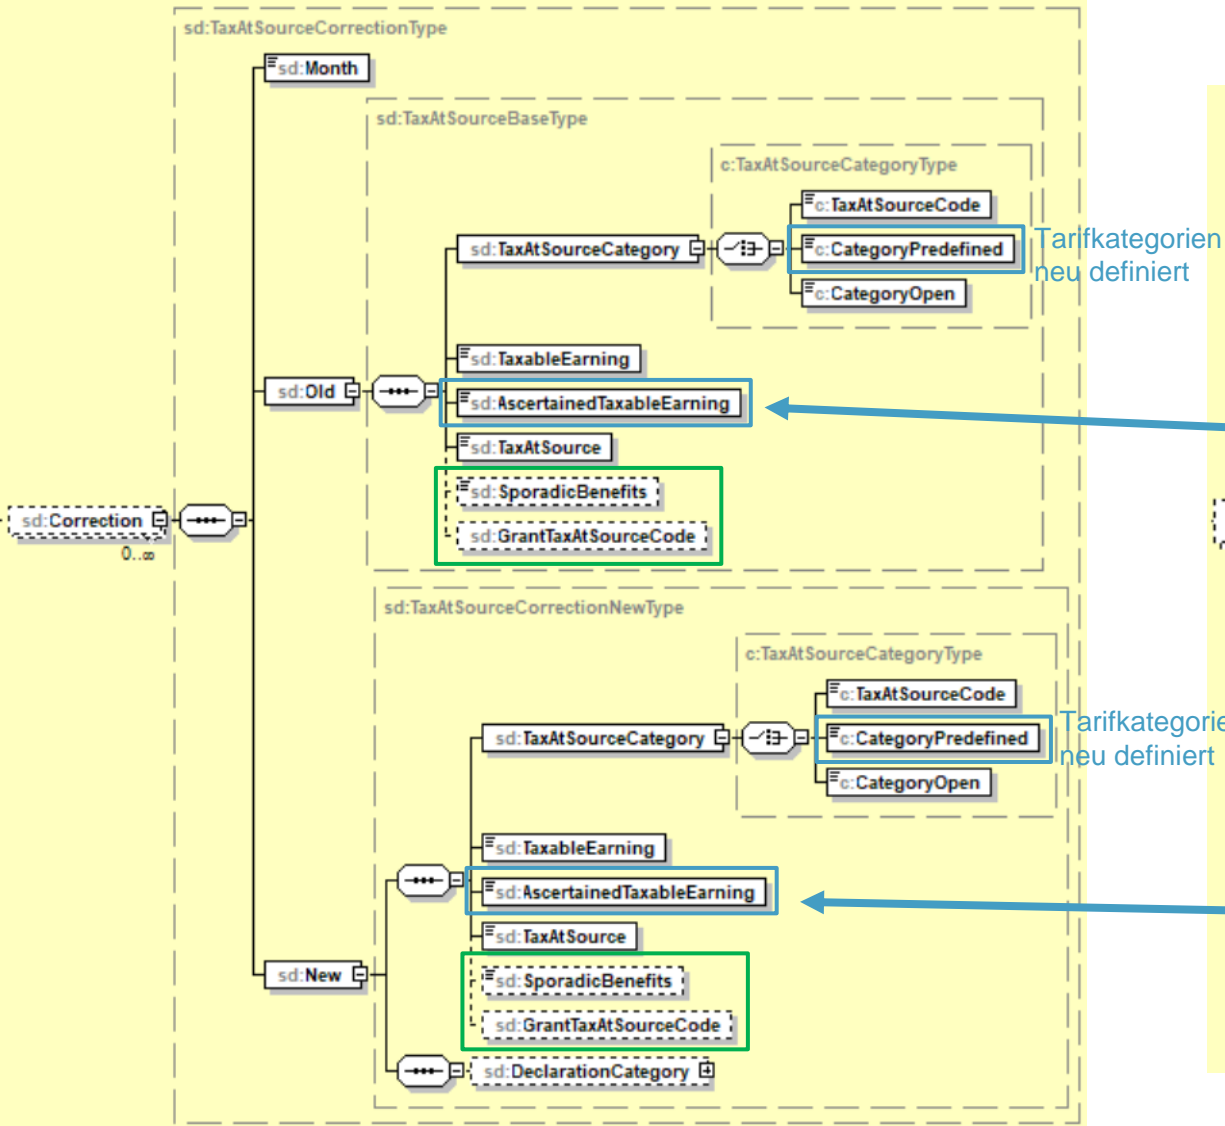 sd:TaxAtSourceCorrectionType
sd:Month
sd:TaxAtSourceBaseType
c:TaxAtSourceCategoryType
c:TaxAtSourceCode
sd:TaxAtSourceCategory
c:CategoryPredefined
Tarifkategorien
neu definiert
c:CategoryOpen
sd:TaxableEarning
sd:Old
sd:AscertainedTaxableEarning
sd:TaxAtSource
sd:SporadicBenefits
sd:Correction
0..∞
sd:GrantTaxAtSourceCode
sd:TaxAtSourceCorrectionNewType
c:TaxAtSourceCategoryType
c:TaxAtSourceCode
sd:TaxAtSourceCategory
c:CategoryPredefined
Tarifkategorie
neu definiert
c:CategoryOpen
sd:TaxableEarning
sd:AscertainedTaxableEarning
sd:TaxAtSource
sd:New
sd:SporadicBenefits
sd:GrantTaxAtSourceCode
sd:DeclarationCategory